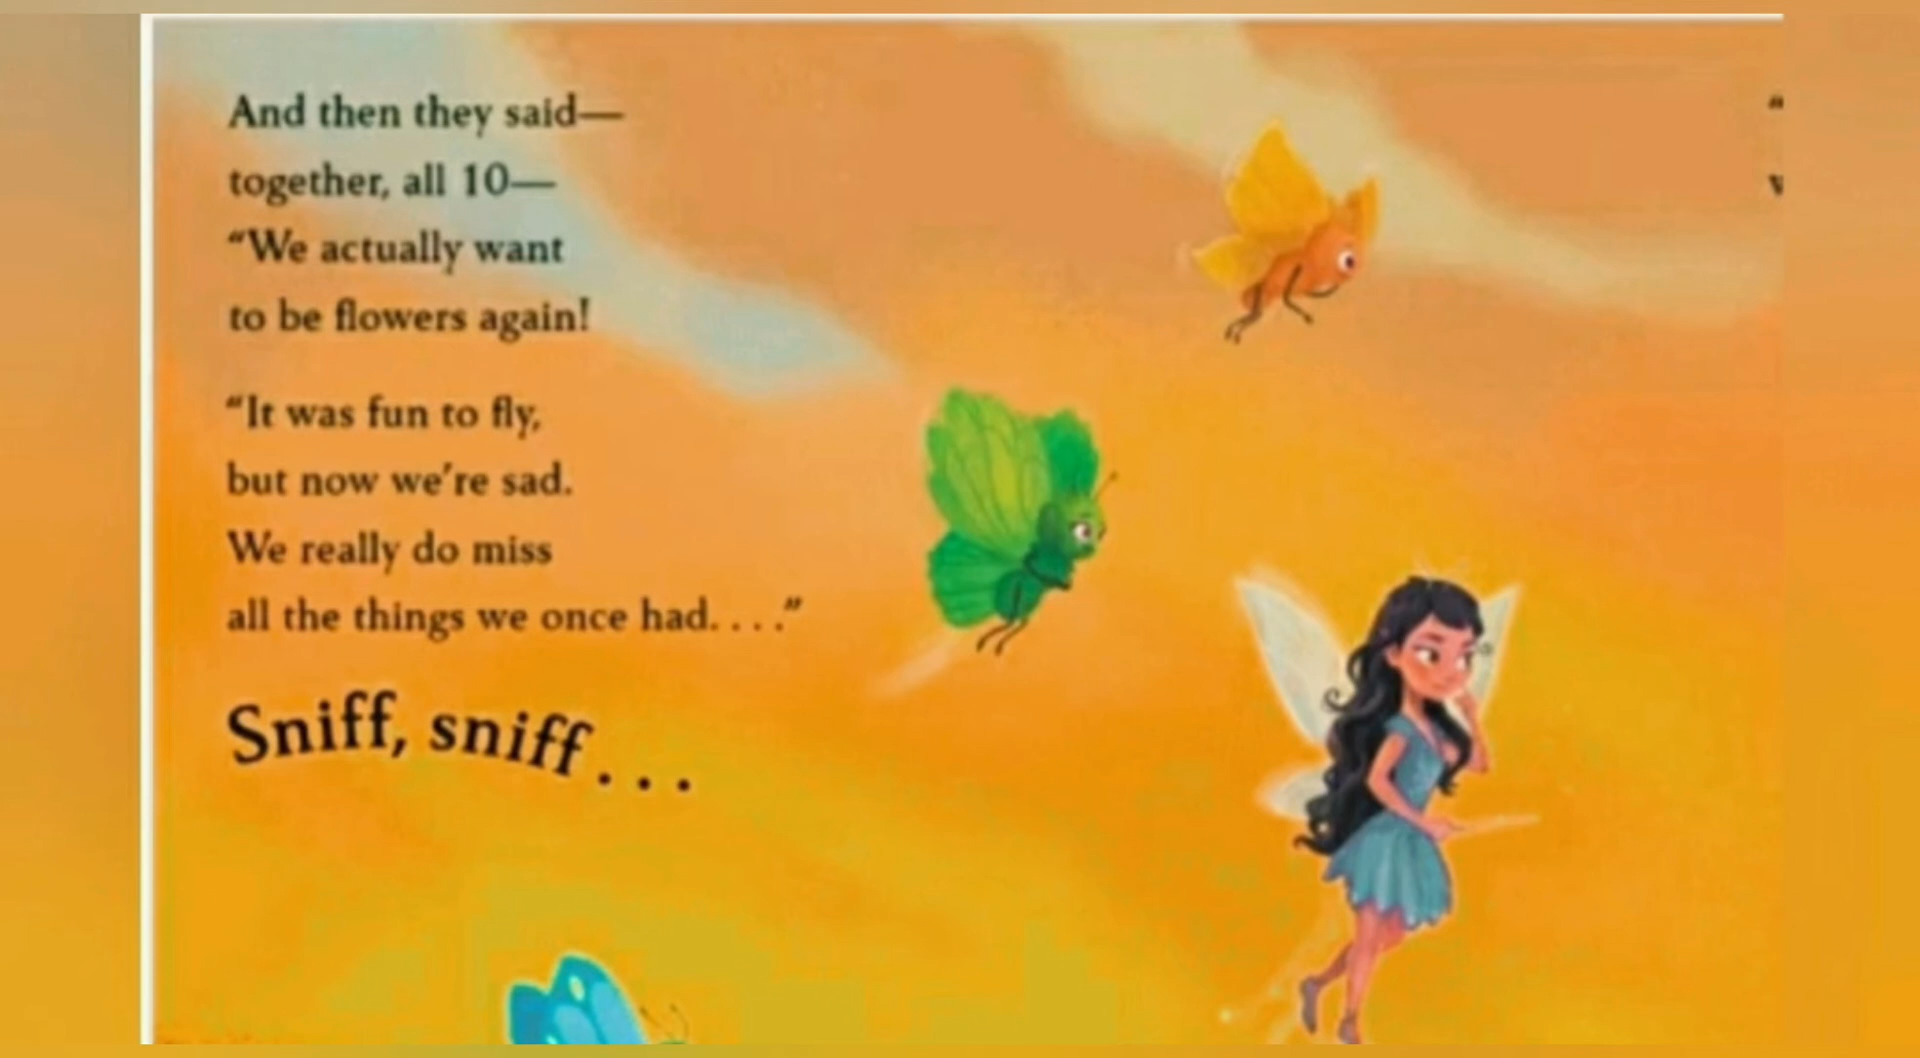 And then they said—
together, all 10—
“We actually want
to be flowers again!
“It was fun to fly,
but now we’re sad.
We really do miss
all the things we once had. . . .”
Sniff, sniff . . .